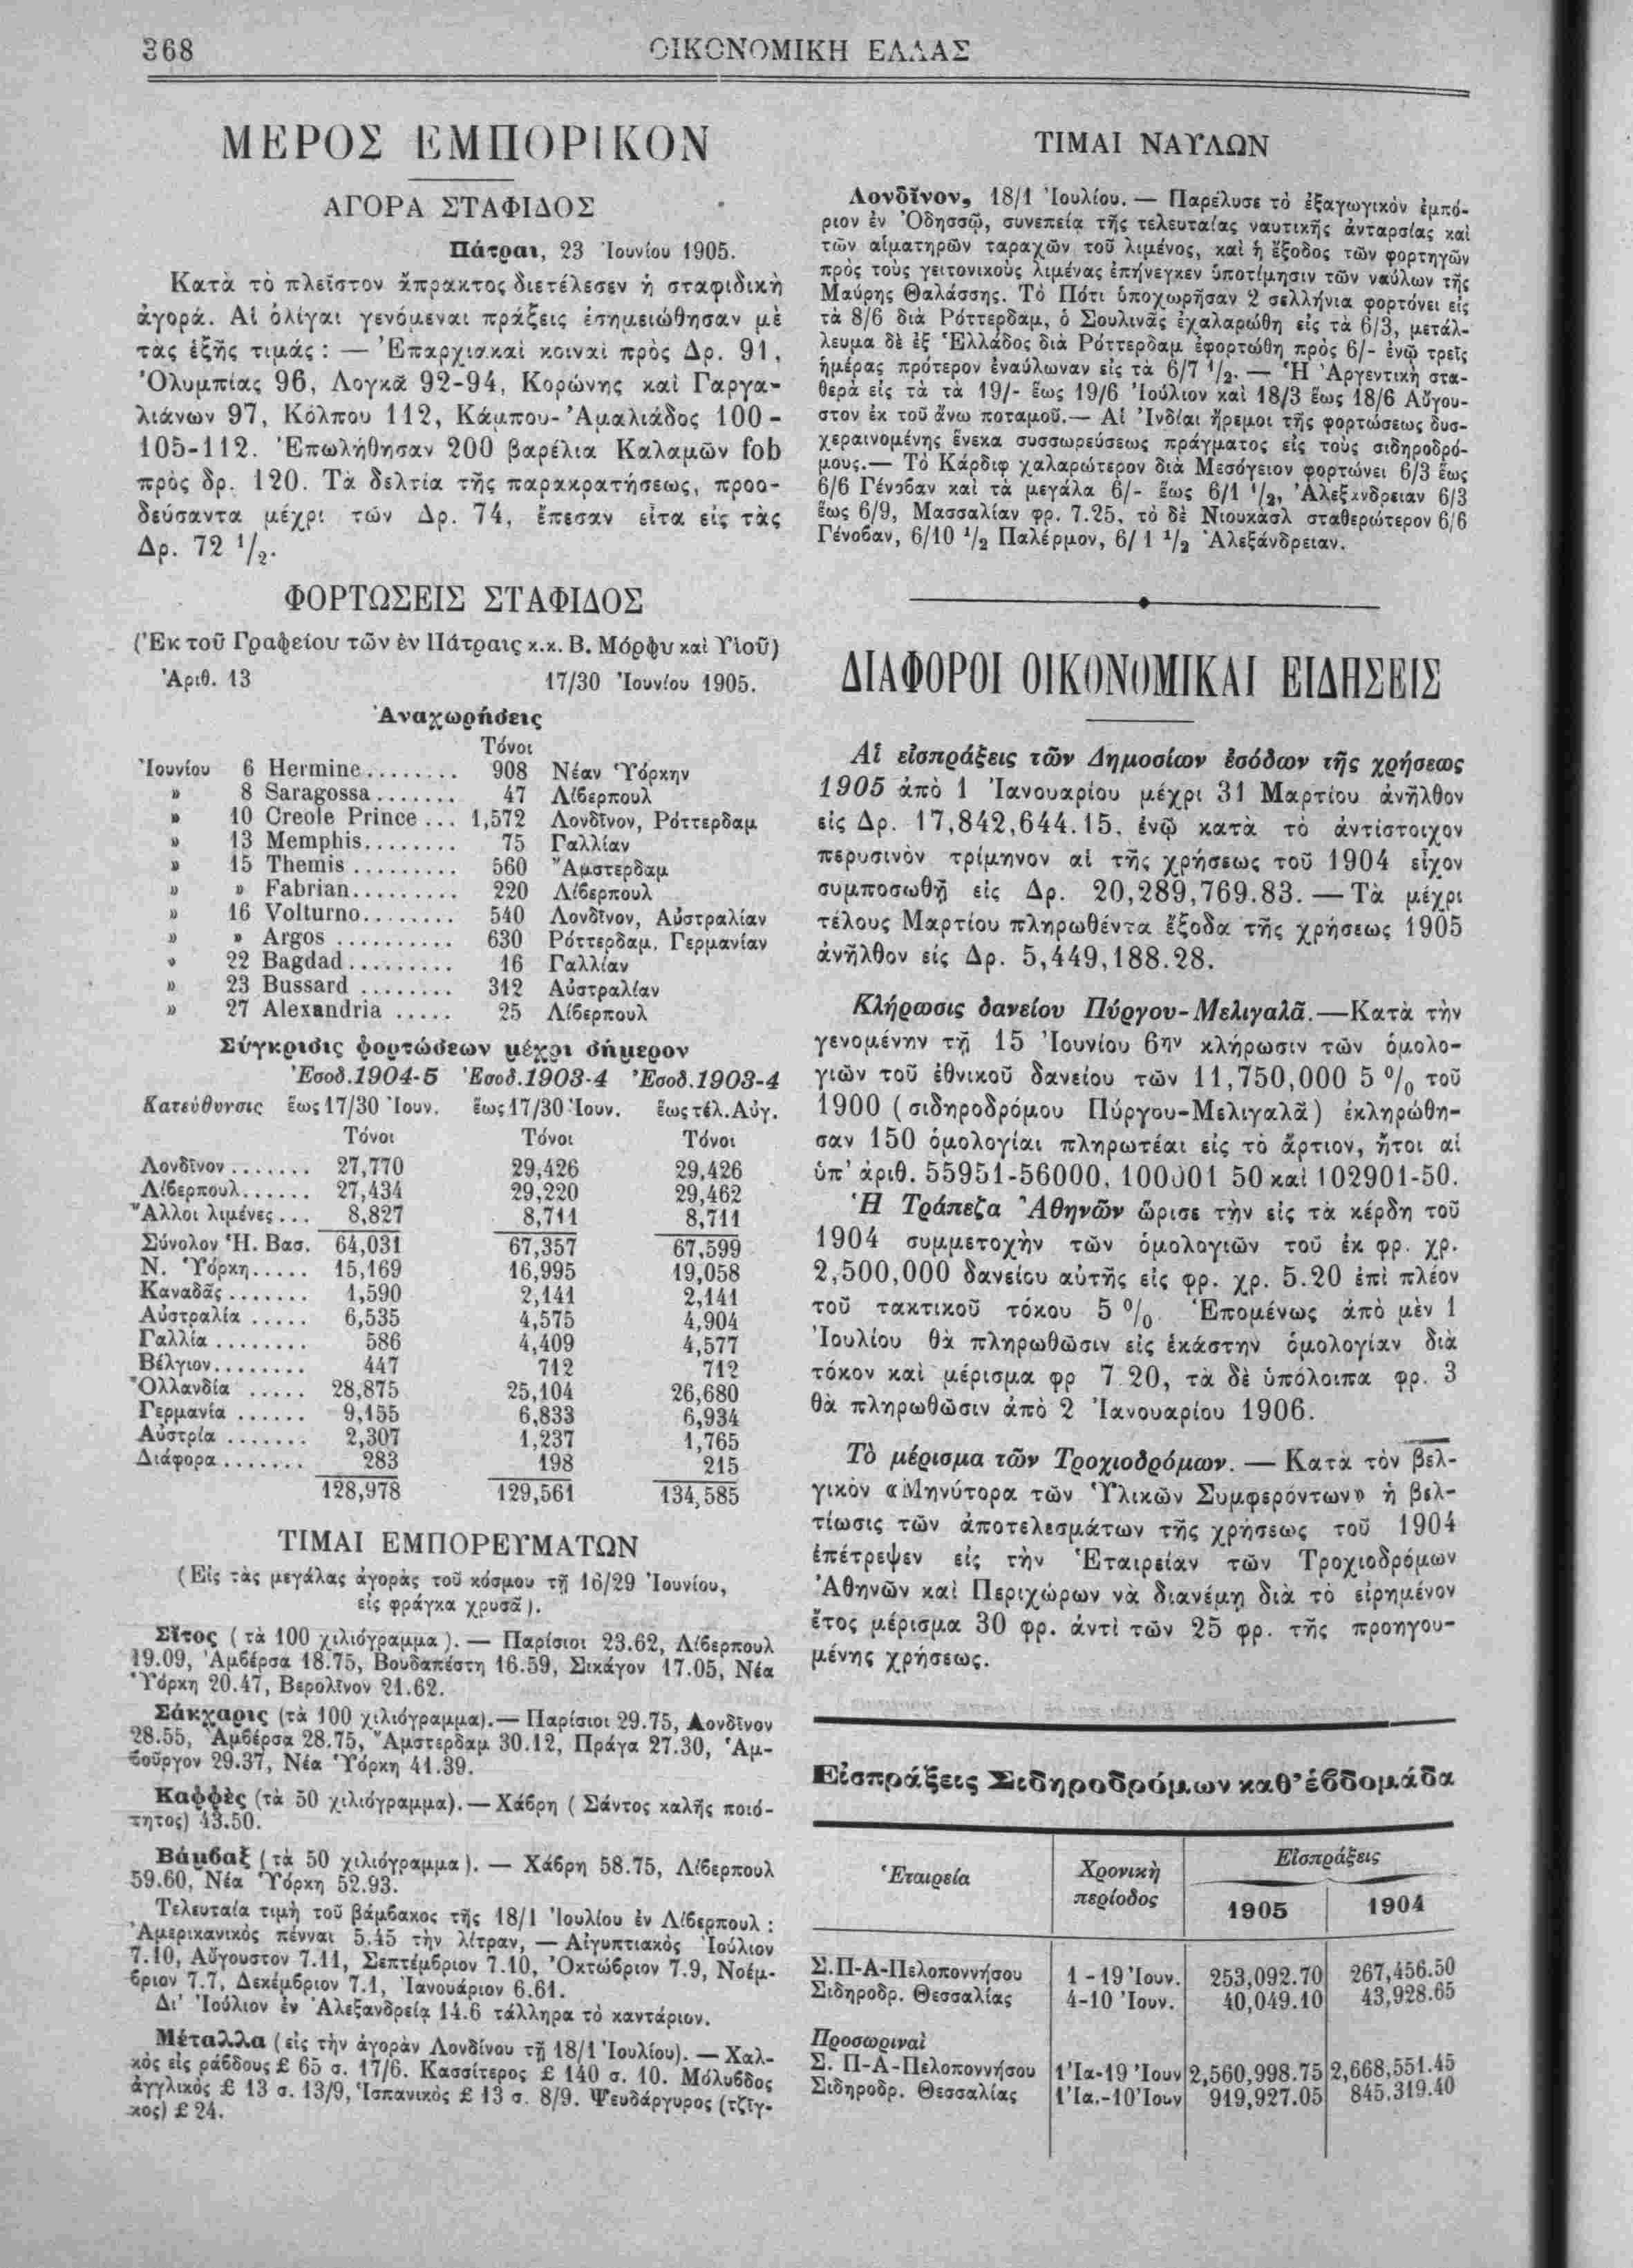 368
ΟΙΚΟΝΟΜΙΚΗ ΕΛΛΑΣ
ΜΕΡΟΣ ΕΜΠΟΡΙΚΟΝ
ΑΓΟΡΑ ΣΤΑΦΙΔΟΣ
Πάτραι, 23 Ἰουνίου 1905.
Κατὰ τὸ πλεῖστον ἄπρακτος διετέλεσεν ἡ σταφιδικὴ
ἀγορά. Αἱ ὀλίγαι γενόμεναι πράξεις ἐσημειώθησαν μὲ
τὰς ἑξῆς τιμάς : — Ἐπαρχιακαὶ κοιναὶ πρὸς Δρ. 91,
Ὀλυμπίας 96, Λογκᾶ 92-94, Κορώνης καὶ Γαργα-
λιάνων 97, Κόλπου 112, Κάμπου-Ἀμαλιάδος 100-
105-112. Ἐπωλήθησαν 200 βαρέλια Καλαμῶν fob
πρὸς δρ. 120. Τὰ δελτία τῆς παρακρατήσεως, προο-
δεύσαντα μέχρι τῶν Δρ. 74, ἔπεσαν εἶτα εἰς τὰς
Δρ. 72 1/2.
ΦΟΡΤΩΣΕΙΣ ΣΤΑΦΙΔΟΣ
(Ἐκ τοῦ Γραφείου τῶν ἐν Πάτραις κ.κ. Β. Μόρφυ καὶ Υἱοῦ)
Ἀριθ. 13 17/30 Ἰουνίου 1905.
Ἀναχωρήσεις
Τόνοι
Ἰουνίου 6 Hermine........ 908 Νέαν Ὑόρκην
» 8 Saragossa....... 47 Λίβερπουλ
» 10 Creole Prince ... 1,572 Λονδῖνον, Ρόττερδαμ
» 13 Memphis........ 75 Γαλλίαν
» 15 Themis ......... 560 Ἄμστερδαμ
» » Fabrian......... 220 Λίβερπουλ
» 16 Volturno........ 540 Λονδῖνον, Αὐστραλίαν
» » Argos .......... 630 Ρόττερδαμ, Γερμανίαν
» 22 Bagdad......... 16 Γαλλίαν
» 23 Bussard ........ 312 Αὐστραλίαν
» 27 Alexandria ..... 25 Λίβερπουλ
Σύγκρισις φορτώσεων μέχρι σήμερον
Ἐσοδ.1904-5 Ἐσοδ.1903-4 Ἐσοδ.1903-4
Κατεύθυνσις ἕως 17/30 Ἰουν. ἕως 17/30 Ἰουν. ἕως τέλ. Αὐγ.
Τόνοι Τόνοι Τόνοι
Λονδῖνον....... 27,770 29,426 29,426
Λίβερπουλ...... 27,434 29,220 29,462
Ἄλλοι λιμένες... 8,827 8,711 8,711
Σύνολον Ἡ. Βασ. 64,031 67,357 67,599
Ν. Ὑόρκη..... 15,169 16,995 19,058
Καναδᾶς....... 1,590 2,141 2,141
Αὐστραλία ..... 6,535 4,575 4,904
Γαλλία ........ 586 4,409 4,577
Βέλγιον........ 447 712 712
Ὁλλανδία ..... 28,875 25,104 26,680
Γερμανία ...... 9,155 6,833 6,934
Αὐστρία ....... 2,307 1,237 1,765
Διάφορα ....... 283 198 215
128,978 129,561 134,585
ΤΙΜΑΙ ΕΜΠΟΡΕΥΜΑΤΩΝ
(Εἰς τὰς μεγάλας ἀγορὰς τοῦ κόσμου τῇ 16/29 Ἰουνίου,
εἰς φράγκα χρυσᾶ).
Σῖτος (τὰ 100 χιλιόγραμμα). — Παρίσιοι 23.62, Λίβερπουλ
19.09, Ἀμβέρσα 18.75, Βουδαπέστη 16.59, Σικάγον 17.05, Νέα
Ὑόρκη 20.47, Βερολῖνον 21.62.
Σάκχαρις (τὰ 100 χιλιόγραμμα).— Παρίσιοι 29.75, Λονδῖνον
28.55, Ἀμβέρσα 28.75, Ἄμστερδαμ 30.12, Πράγα 27.30, Ἁμ-
βοῦργον 29.37, Νέα Ὑόρκη 41.39.
Καφφὲς (τὰ 50 χιλιόγραμμα).— Χάβρη (Σάντος καλῆς ποιό-
τητος) 43.50.
Βάμβαξ (τὰ 50 χιλιόγραμμα). — Χάβρη 58.75, Λίβερπουλ
59.60, Νέα Ὑόρκη 52.93.
Τελευταία τιμὴ τοῦ βάμβακος τῆς 18/1 Ἰουλίου ἐν Λίβερπουλ :
Ἀμερικανικὸς πένναι 5.45 τὴν λίτραν, — Αἰγυπτιακὸς Ἰούλιον
7.10, Αὔγουστον 7.11, Σεπτέμβριον 7.10, Ὀκτώβριον 7.9, Νοέμ-
βριον 7.7, Δεκέμβριον 7.1, Ἰανουάριον 6.61.
Δι' Ἰούλιον ἐν Ἀλεξανδρείᾳ 14.6 τάλληρα τὸ καντάριον.
Μέταλλα (εἰς τὴν ἀγορὰν Λονδίνου τῇ 18/1 Ἰουλίου). — Χαλ-
κὸς εἰς ράβδους £ 65 σ. 17/6. Κασσίτερος £ 140 σ. 10. Μόλυβδος
ἀγγλικὸς £ 13 σ. 13/9, Ἱσπανικὸς £ 13 σ. 8/9. Ψευδάργυρος (τζίγ-
κος) £ 24.
ΤΙΜΑΙ ΝΑΥΛΩΝ
Λονδῖνον, 18/1 Ἰουλίου. — Παρέλυσε τὸ ἐξαγωγικὸν ἐμπό-
ριον ἐν Ὀδησσῷ, συνεπείᾳ τῆς τελευταίας ναυτικῆς ἀνταρσίας καὶ
τῶν αἱματηρῶν ταραχῶν τοῦ λιμένος, καὶ ἡ ἔξοδος τῶν φορτηγῶν
πρὸς τοὺς γειτονικοὺς λιμένας ἐπήνεγκεν ὑποτίμησιν τῶν ναύλων τῆς
Μαύρης Θαλάσσης. Τὸ Πότι ὑποχωρῆσαν 2 σελλήνια φορτόνει εἰς
τὰ 8/6 διὰ Ρόττερδαμ, ὁ Σουλινᾶς ἐχαλαρώθη εἰς τὰ 6/3, μετάλ-
λευμα δὲ ἐξ Ἑλλάδος διὰ Ρόττερδαμ ἐφορτώθη πρὸς 6/- ἐνῷ τρεῖς
ἡμέρας πρότερον ἐναύλωναν εἰς τὰ 6/7 1/2. — Ἡ Ἀργεντικὴ στα-
θερὰ εἰς τὰ τὰ 19/- ἕως 19/6 Ἰούλιον καὶ 18/3 ἕως 18/6 Αὔγου-
στον ἐκ τοῦ ἄνω ποταμοῦ.— Αἱ Ἰνδίαι ἤρεμοι τῆς φορτώσεως δυσ-
χεραινομένης ἕνεκα συσσωρεύσεως πράγματος εἰς τοὺς σιδηροδρό-
μους.— Τὸ Κάρδιφ χαλαρώτερον διὰ Μεσόγειον φορτώνει 6/3 ἕως
6/6 Γένοβαν καὶ τὰ μεγάλα 6/- ἕως 6/1 1/2, Ἀλεξάνδρειαν 6/3
ἕως 6/9, Μασσαλίαν φρ. 7.25, τὸ δὲ Νιουκὰσλ σταθερώτερον 6/6
Γένοβαν, 6/10 1/2 Παλέρμον, 6/1 1/2 Ἀλεξάνδρειαν.
ΔΙΑΦΟΡΟΙ ΟΙΚΟΝΟΜΙΚΑΙ ΕΙΔΗΣΕΙΣ
Αἱ εἰσπράξεις τῶν Δημοσίων ἐσόδων τῆς χρήσεως
1905 ἀπὸ 1 Ἰανουαρίου μέχρι 31 Μαρτίου ἀνῆλθον
εἰς Δρ. 17,842,644.15, ἐνῷ κατὰ τὸ ἀντίστοιχον
περυσινὸν τρίμηνον αἱ τῆς χρήσεως τοῦ 1904 εἶχον
συμποσωθῆ εἰς Δρ. 20,289,769.83. — Τὰ μέχρι
τέλους Μαρτίου πληρωθέντα ἔξοδα τῆς χρήσεως 1905
ἀνῆλθον εἰς Δρ. 5,449,188.28.
Κλήρωσις δανείου Πύργου-Μελιγαλᾶ.—Κατὰ τὴν
γενομένην τῇ 15 Ἰουνίου 6ην κλήρωσιν τῶν ὁμολο-
γιῶν τοῦ ἐθνικοῦ δανείου τῶν 11,750,000 5 % τοῦ
1900 (σιδηροδρόμου Πύργου-Μελιγαλᾶ) ἐκληρώθη-
σαν 150 ὁμολογίαι πληρωτέαι εἰς τὸ ἄρτιον, ἤτοι αἱ
ὑπ' ἀριθ. 55951-56000, 100001 50 καὶ 102901-50.
Ἡ Τράπεζα Ἀθηνῶν ὥρισε τὴν εἰς τὰ κέρδη τοῦ
1904 συμμετοχὴν τῶν ὁμολογιῶν τοῦ ἐκ φρ. χρ.
2,500,000 δανείου αὐτῆς εἰς φρ. χρ. 5.20 ἐπὶ πλέον
τοῦ τακτικοῦ τόκου 5 %. Ἑπομένως ἀπὸ μὲν 1
Ἰουλίου θὰ πληρωθῶσιν εἰς ἑκάστην ὁμολογίαν διὰ
τόκον καὶ μέρισμα φρ 7.20, τὰ δὲ ὑπόλοιπα φρ. 3
θὰ πληρωθῶσιν ἀπὸ 2 Ἰανουαρίου 1906.
Τὸ μέρισμα τῶν Τροχιοδρόμων. — Κατὰ τὸν βελ-
γικὸν «Μηνύτορα τῶν Ὑλικῶν Συμφερόντων» ἡ βελ-
τίωσις τῶν ἀποτελεσμάτων τῆς χρήσεως τοῦ 1904
ἐπέτρεψεν εἰς τὴν Ἑταιρείαν τῶν Τροχιοδρόμων
Ἀθηνῶν καὶ Περιχώρων νὰ διανέμῃ διὰ τὸ εἰρημένον
ἔτος μέρισμα 30 φρ. ἀντὶ τῶν 25 φρ. τῆς προηγου-
μένης χρήσεως.
Εἰσπράξεις Σιδηροδρόμων καθ' ἑβδομάδα
Ἑταιρεία Χρονικὴ περίοδος Εἰσπράξεις
1905 1904
Σ.Π-Α-Πελοποννήσου 1-19 Ἰουν. 253,092.70 267,456.50
Σιδηροδρ. Θεσσαλίας 4-10 Ἰουν. 40,049.10 43,928.65
Προσωριναὶ
Σ. Π-Α-Πελοποννήσου 1 Ἰα-19 Ἰουν 2,560,998.75 2,668,551.45
Σιδηροδρ. Θεσσαλίας 1 Ἰα.-10 Ἰουν 919,927.05 845,319.40